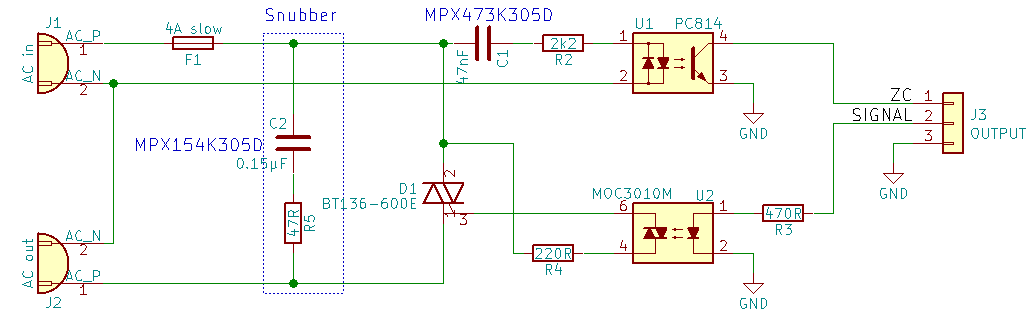 Snubber
MPX473K305D
J1
AC_P
1
4A slow
F1
47nF
C1
2k2
R2
U1
PC814
1
4
2
3
AC in
AC_N
2
GND
ZC
1
SIGNAL
2
3
J3
OUTPUT
GND
C2
MPX154K305D
0.15µF
2
D1
BT136-600E
1
3
47R
R5
MOC3010M
U2
6
1
4
2
470R
R3
220R
R4
GND
AC out
AC_N
2
AC_P
1
J2